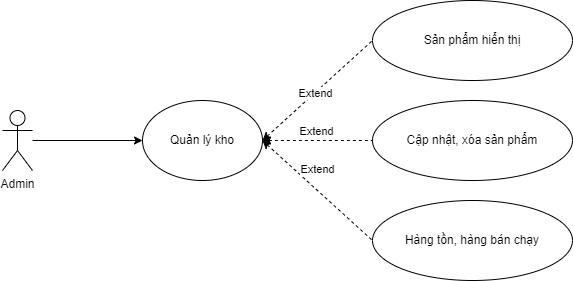 Sản phẩm hiển thị
Extend
Quản lý kho
Extend
Cập nhật, xóa sản phẩm
Extend
Admin
Hàng tồn, hàng bán chạy